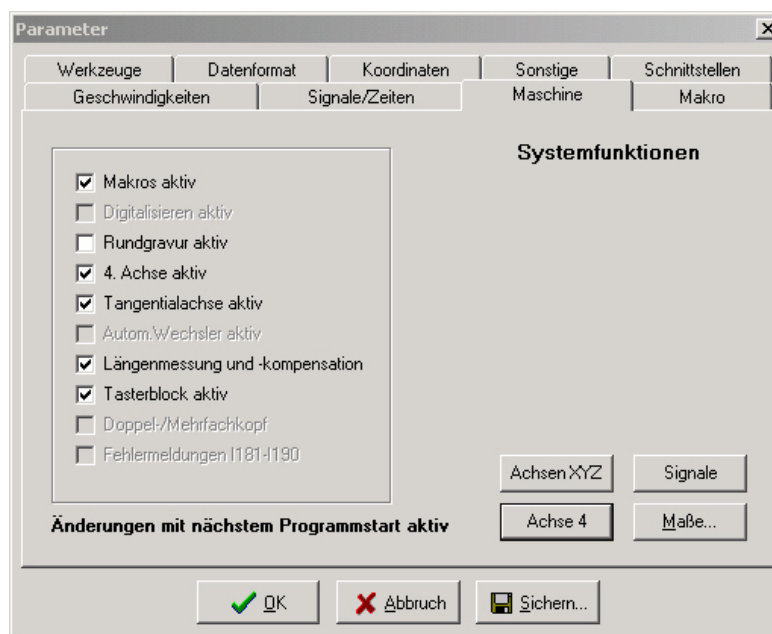 Parameter
Werkzeuge Datenformat Koordinaten Sonstige Schnittstellen
Geschwindigkeiten Signale/Zeiten Maschine Makro
Systemfunktionen
Makros aktiv
Digitalisieren aktiv
Rundgravur aktiv
4. Achse aktiv
Tangentialachse aktiv
Autom.Wechsler aktiv
Längenmessung und -kompensation
Tasterblock aktiv
Doppel-/Mehrfachkopf
Fehlermeldungen I181-I190
Achsen XYZ Signale
Änderungen mit nächstem Programmstart aktiv
Achse 4 Maße...
OK Abbruch Sichern...